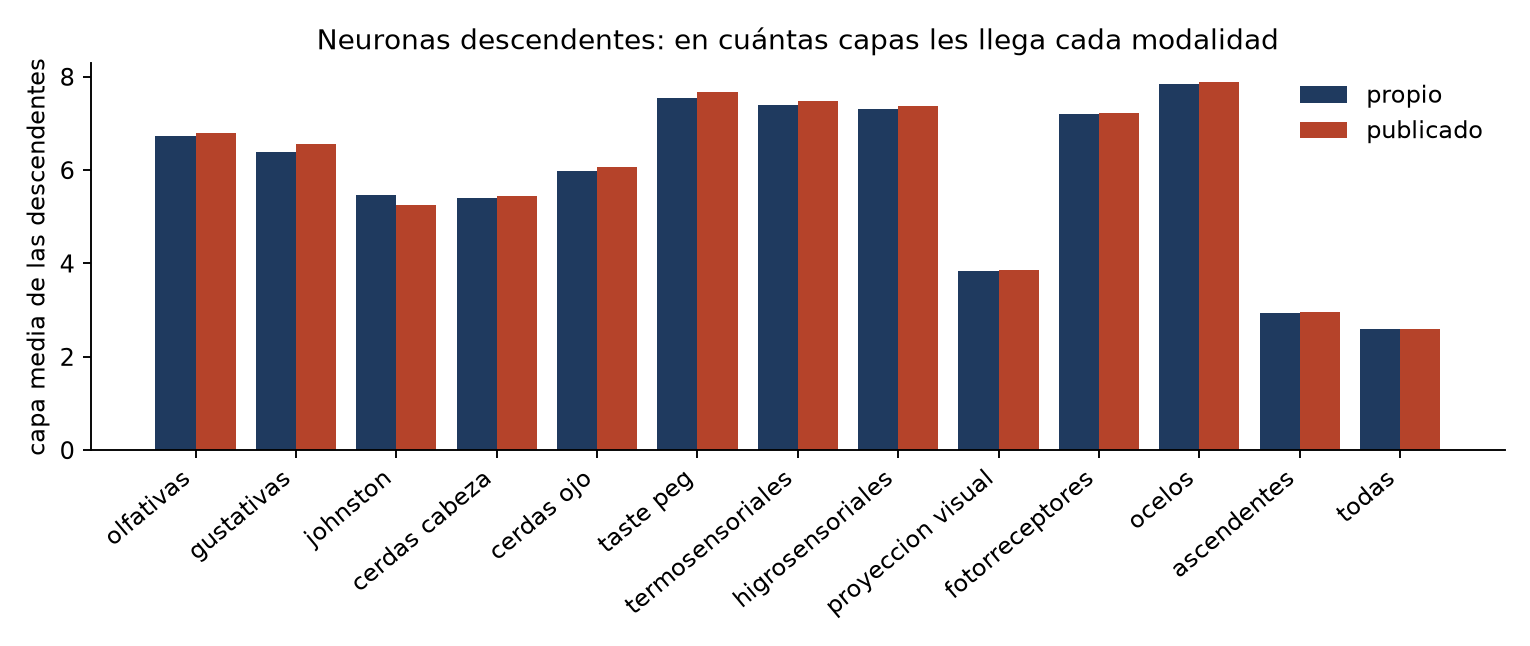 Neuronas descendentes: en cuántas capas les llega cada modalidad
capa media de las descendentes
8
6
4
2
0
propio
publicado
olfativas
gustativas
johnston
cerdas cabeza
cerdas ojo
taste peg
termosensoriales
higrosensoriales
proyeccion visual
fotorreceptores
ocelos
ascendentes
todas